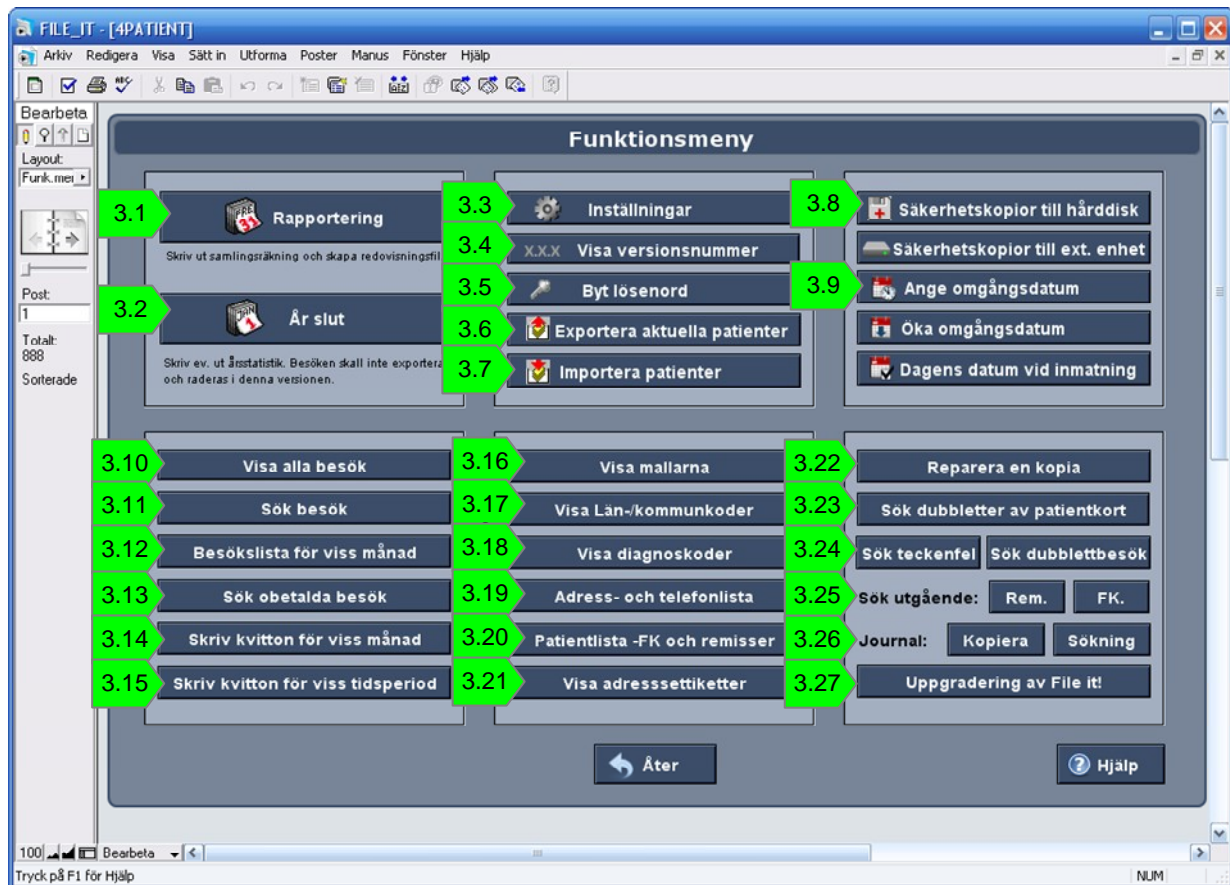 FILE_IT - [4PATIENT]
Arkiv Redigera Visa Sätt in Utforma Poster Manus Fönster Hjälp
Bearbeta
Layout:
Funk.mei
Post:
1
Totalt:
888
Sorterade
Funktionsmeny
3.1 Rapportering
Skriv ut samlingsräkning och skapa redovisningsfil
3.2 År slut
Skriv ev. ut årsstatistik. Besöken skall inte exportera
och raderas i denna versionen.
3.3 Inställningar
3.4 X.X.X Visa versionsnummer
3.5 Byt lösenord
3.6 Exportera aktuella patienter
3.7 Importera patienter
3.8 Säkerhetskopior till hårddisk
Säkerhetskopior till ext. enhet
3.9 Ange omgångsdatum
Öka omgångsdatum
Dagens datum vid inmatning
3.10 Visa alla besök
3.11 Sök besök
3.12 Besökslista för viss månad
3.13 Sök obetalda besök
3.14 Skriv kvitton för viss månad
3.15 Skriv kvitton för viss tidsperiod
3.16 Visa mallarna
3.17 Visa Län-/kommunkoder
3.18 Visa diagnoskoder
3.19 Adress- och telefonlista
3.20 Patientlista -FK och remisser
3.21 Visa adresssettiketter
3.22 Reparera en kopia
3.23 Sök dubbletter av patientkort
3.24 Sök teckenfel Sök dubblettbesök
3.25 Sök utgående: Rem. FK.
3.26 Journal: Kopiera Sökning
3.27 Uppgradering av File it!
Åter
Hjälp
100 Bearbeta
Tryck på F1 för Hjälp
NUM